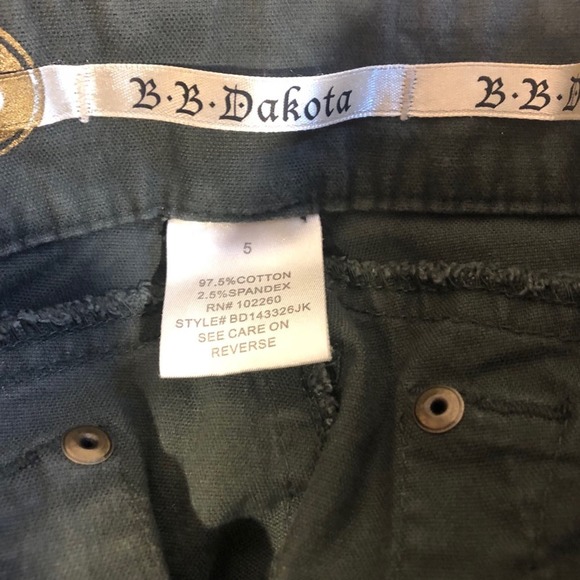 B·B·Dakota B·B·D
5
97.5%COTTON
2.5%SPANDEX
RN# 102260
STYLE# BD143326JK
SEE CARE ON
REVERSE